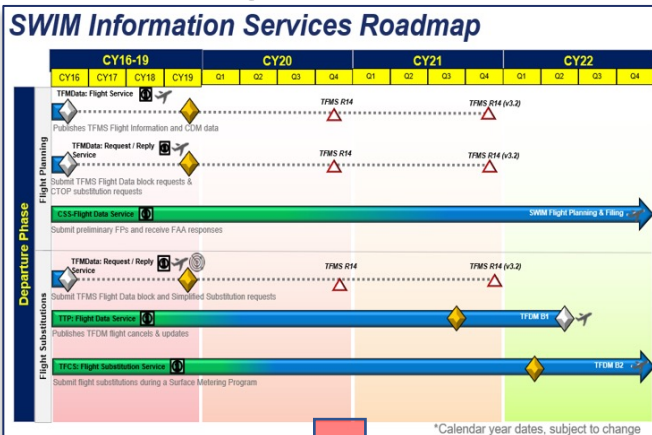 SWIM Information Services Roadmap
CY16-19 CY20 CY21 CY22
CY16 CY17 CY18 CY19 Q1 Q2 Q3 Q4 Q1 Q2 Q3 Q4 Q1 Q2 Q3 Q4
Departure Phase
Flight Planning
TFMData: Flight Service
TFMS R14 TFMS R14 (v3.2)
Publishes TFMS Flight Information and CDM data
TFMData: Request / Reply
Service
TFMS R14 TFMS R14 (v3.2)
Submit TFMS Flight Data block requests &
CTOP substitution requests
CSS-Flight Data Service
SWIM Flight Planning & Filing
Submit preliminary FPs and receive FAA responses
Flight Substitutions
TFMData: Request / Reply
Service
TFMS R14 TFMS R14 (v3.2)
Submit TFMS Flight Data block and Simplified Substitution requests
TTP: Flight Data Service
TFDM B1
Publishes TFDM flight cancels & updates
TFCS: Flight Substitution Service
TFDM B2
Submit flight substitutions during a Surface Metering Program
*Calendar year dates, subject to change